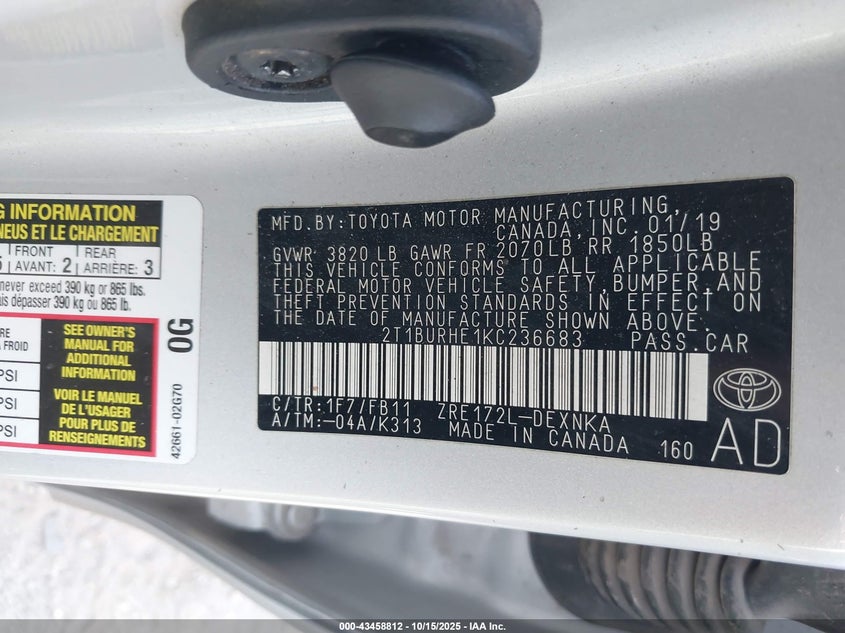 G INFORMATION
NEUS ET LE CHARGEMENT
5 FRONT AVANT: 2 REAR ARRIÈRE: 3
never exceed 390 kg or 865 lbs.
ais dépasser 390 kg ou 865 lb.
RE
A FROID
PSI
PSI
PSI
SEE OWNER'S
MANUAL FOR
ADDITIONAL
INFORMATION
VOIR LE MANUEL
DE L'USAGER
POUR PLUS DE
RENSEIGNEMENTS
0G
42661-02G70
MFD. BY: TOYOTA MOTOR MANUFACTURING,
CANADA, INC. 01/19
GVWR 3820 LB GAWR FR 2070LB, RR 1850LB
THIS VEHICLE CONFORMS TO ALL APPLICABLE
FEDERAL MOTOR VEHICLE SAFETY, BUMPER, AND
THEFT PREVENTION STANDARDS IN EFFECT ON
THE DATE OF MANUFACTURE SHOWN ABOVE.
2T1BURHE1KC236683 PASS.CAR
C/TR:1F7/FB11 ZRE172L-DEXNKA
A/TM:-04A/K313 MADE IN CANADA 160
AD
000-43458812 - 10/15/2025 - IAA Inc.